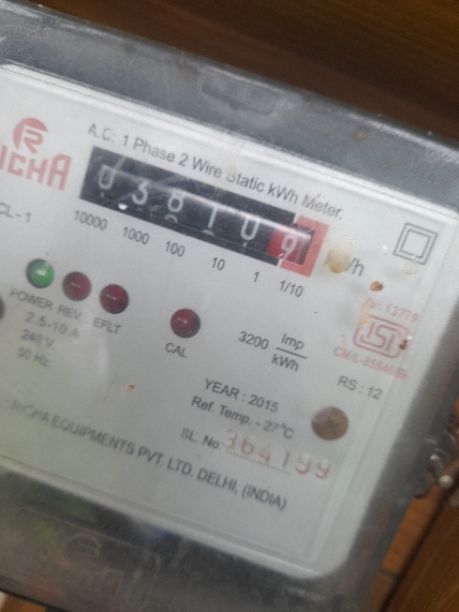 RICHA
A.C. 1 Phase 2 Wire Static kWh Meter.
038109
kWh
CL-1
10000 1000 100 10 1 1/10
POWER REV EFLT
CAL
3200 Imp/kWh
2.5-10 A
240 V
50 Hz
ISI
RS : 12
YEAR : 2015
Ref. Temp. - 27°C
SL. No. 364199
RICHA EQUIPMENTS PVT. LTD. DELHI, (INDIA)